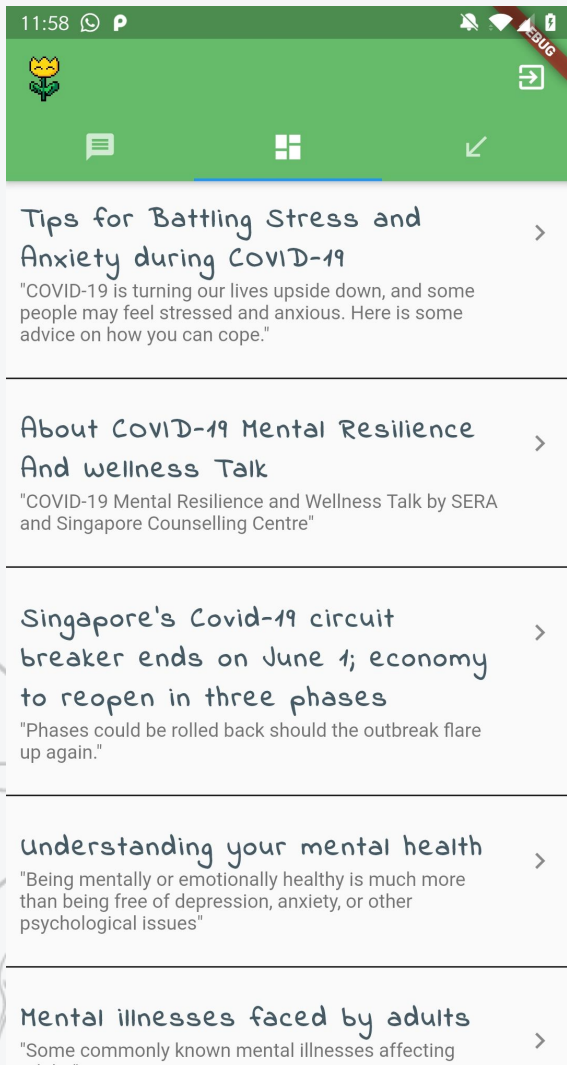 11:58
DEBUG
Tips for Battling Stress and
Anxiety during COVID-19
"COVID-19 is turning our lives upside down, and some
people may feel stressed and anxious. Here is some
advice on how you can cope."
About COVID-19 Mental Resilience
And Wellness Talk
"COVID-19 Mental Resilience and Wellness Talk by SERA
and Singapore Counselling Centre"
Singapore's Covid-19 circuit
breaker ends on June 1; economy
to reopen in three phases
"Phases could be rolled back should the outbreak flare
up again."
Understanding your mental health
"Being mentally or emotionally healthy is much more
than being free of depression, anxiety, or other
psychological issues"
Mental illnesses faced by adults
"Some commonly known mental illnesses affecting